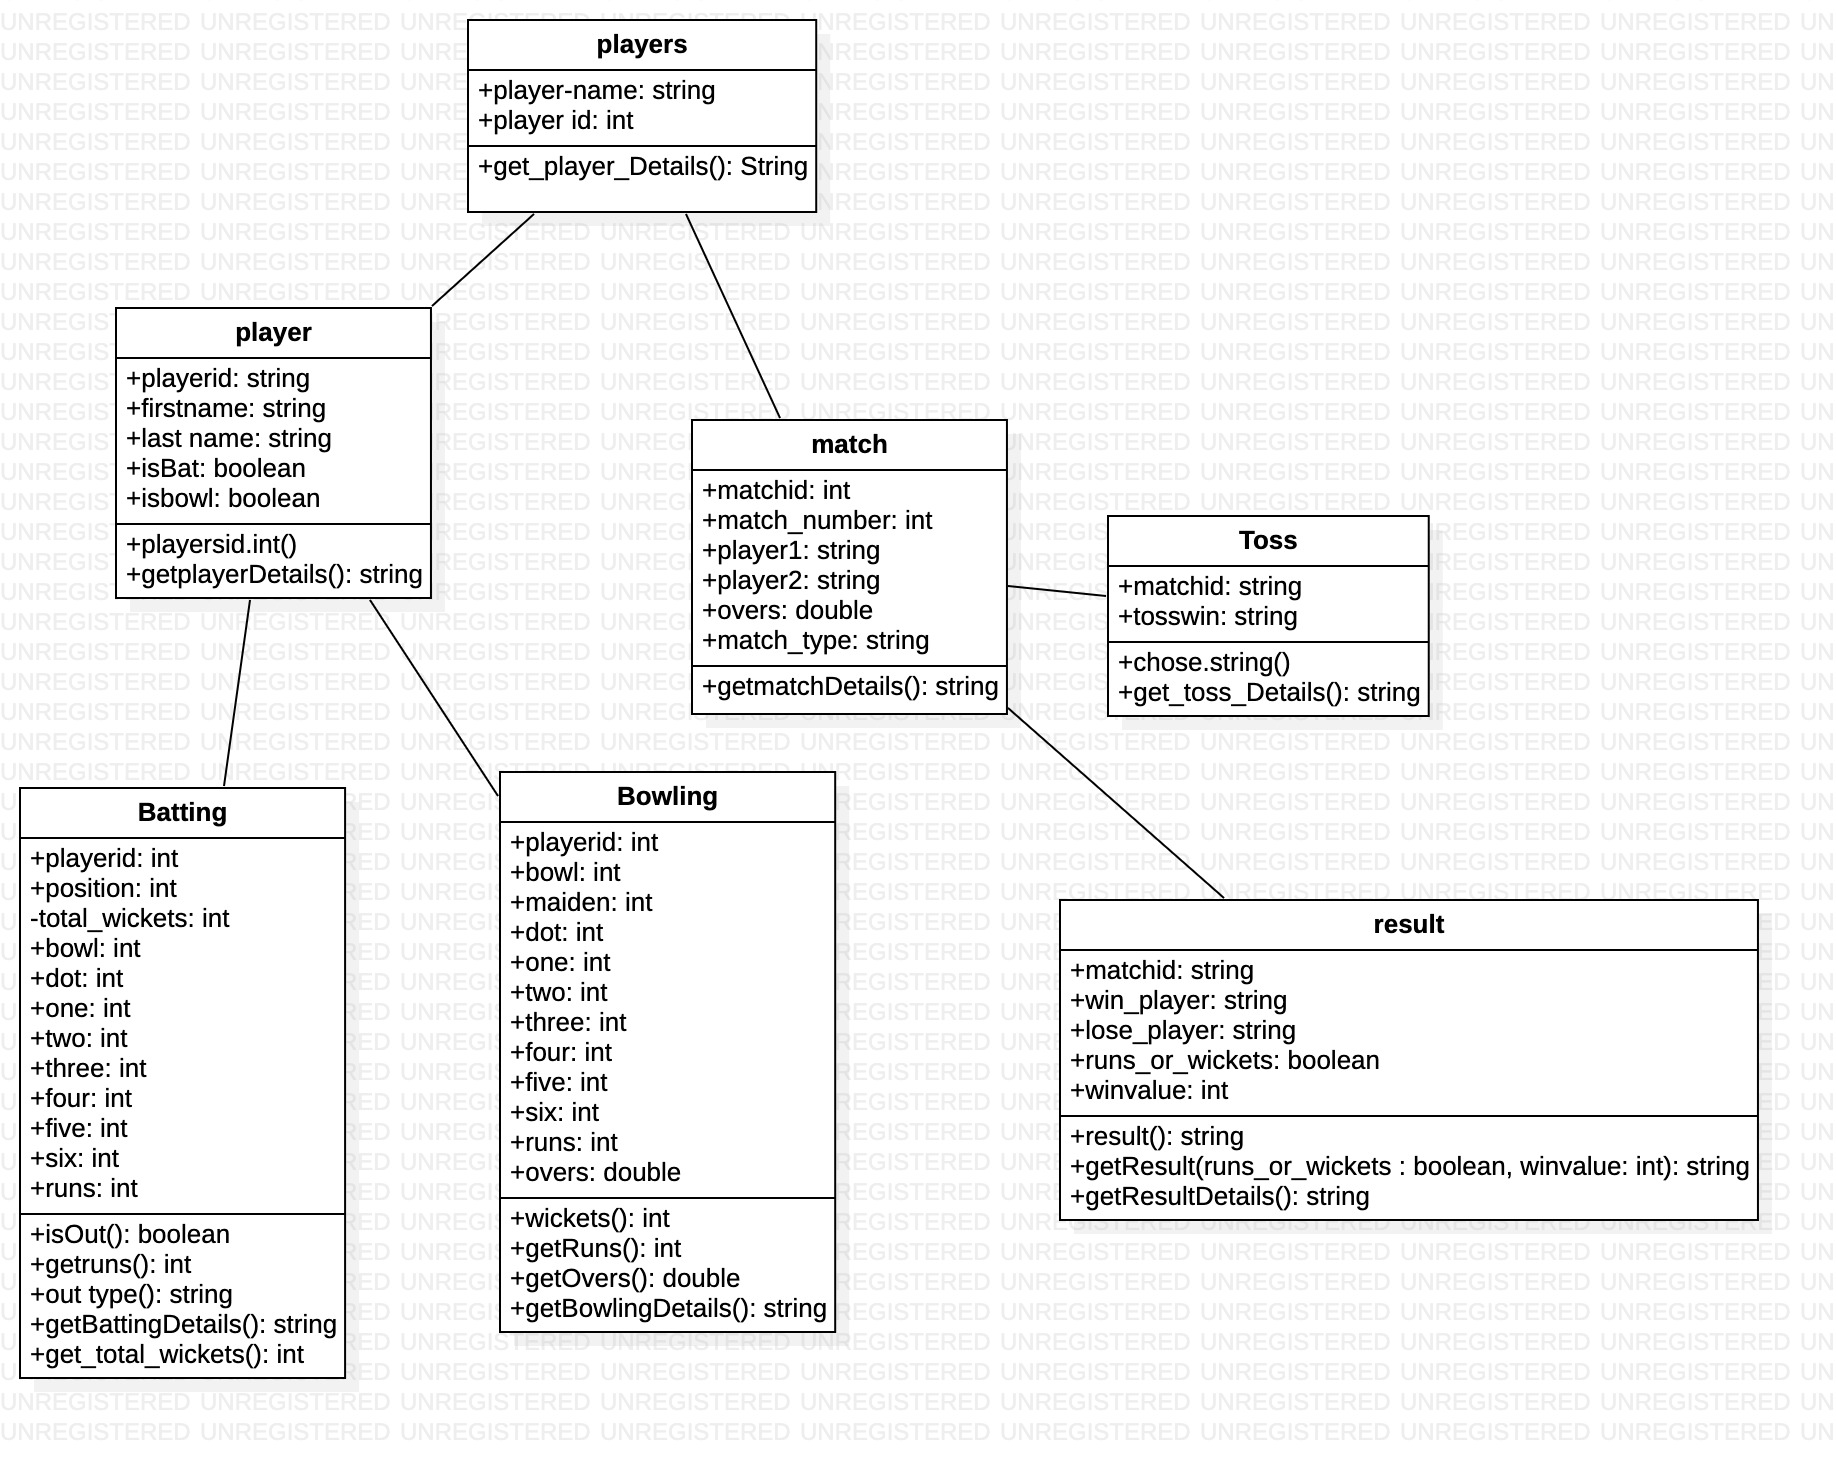 players
+player-name: string
+player id: int
+get_player_Details(): String
player
+playerid: string
+firstname: string
+last name: string
+isBat: boolean
+isbowl: boolean
+playersid.int()
+getplayerDetails(): string
match
+matchid: int
+match_number: int
+player1: string
+player2: string
+overs: double
+match_type: string
+getmatchDetails(): string
Toss
+matchid: string
+tosswin: string
+chose.string()
+get_toss_Details(): string
Batting
+playerid: int
+position: int
-total_wickets: int
+bowl: int
+dot: int
+one: int
+two: int
+three: int
+four: int
+five: int
+six: int
+runs: int
+isOut(): boolean
+getruns(): int
+out type(): string
+getBattingDetails(): string
+get_total_wickets(): int
Bowling
+playerid: int
+bowl: int
+maiden: int
+dot: int
+one: int
+two: int
+three: int
+four: int
+five: int
+six: int
+runs: int
+overs: double
+wickets(): int
+getRuns(): int
+getOvers(): double
+getBowlingDetails(): string
result
+matchid: string
+win_player: string
+lose_player: string
+runs_or_wickets: boolean
+winvalue: int
+result(): string
+getResult(runs_or_wickets : boolean, winvalue: int): string
+getResultDetails(): string
UNREGISTERED